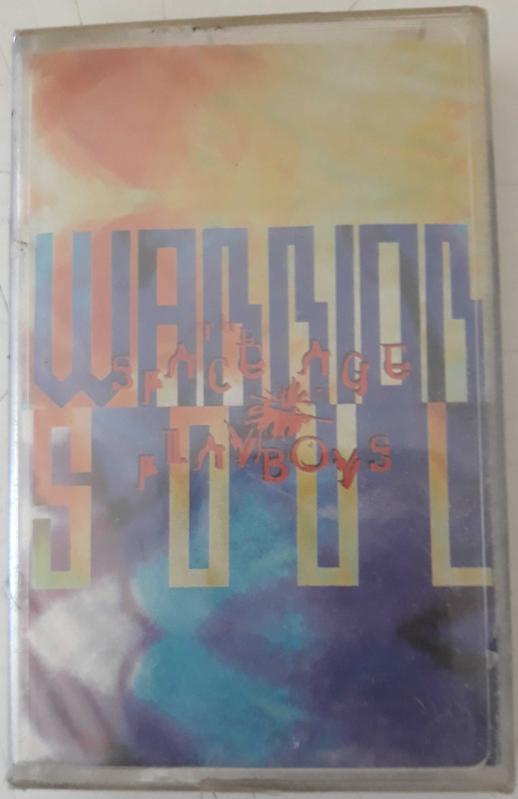 WARRIOR
SOUL
THE
SPACE AGE
PLAYBOYS